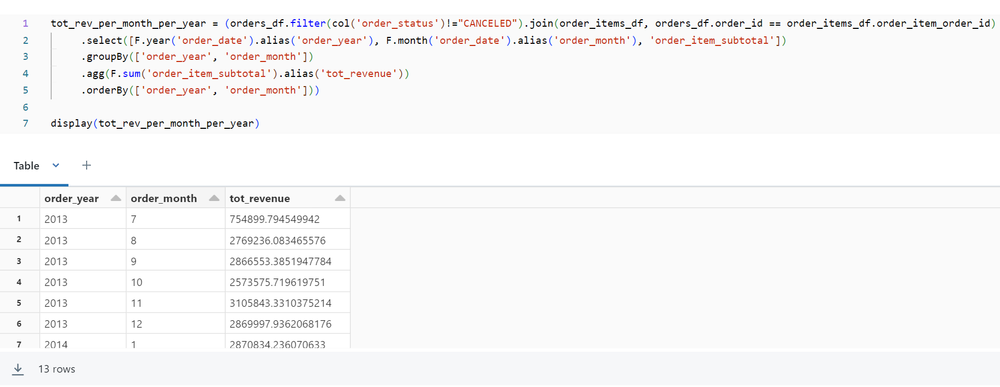 1 tot_rev_per_month_per_year = (orders_df.filter(col('order_status')!="CANCELED").join(order_items_df, orders_df.order_id == order_items_df.order_item_order_id)
2 .select([F.year('order_date').alias('order_year'), F.month('order_date').alias('order_month'), 'order_item_subtotal'])
3 .groupBy(['order_year', 'order_month'])
4 .agg(F.sum('order_item_subtotal').alias('tot_revenue'))
5 .orderBy(['order_year', 'order_month']))
6
7 display(tot_rev_per_month_per_year)
Table +
order_year order_month tot_revenue
1 2013 7 754899.794549942
2 2013 8 2769236.083465576
3 2013 9 2866553.3851947784
4 2013 10 2573575.719619751
5 2013 11 3105843.3310375214
6 2013 12 2869997.9362068176
7 2014 1 2870834.236070633
13 rows